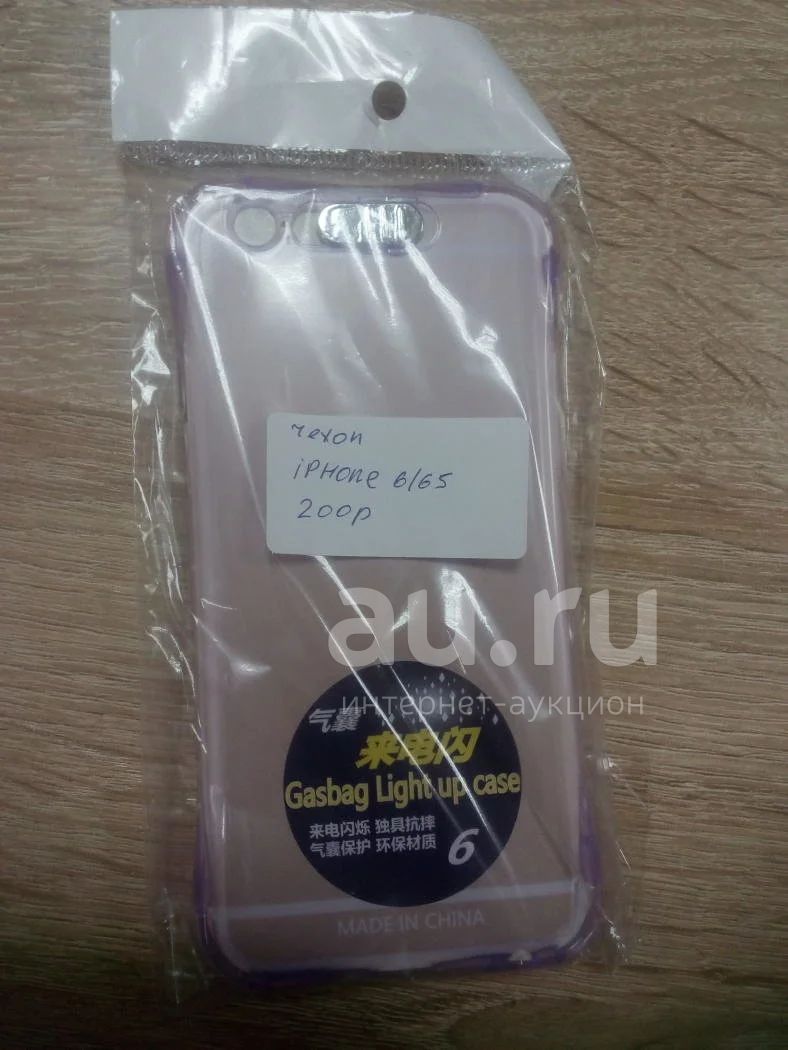 чехол
iPHONE 6/6S
200р
au.ru
интернет-аукцион
气囊
来电闪
Gasbag Light up case
来电闪烁 独具抗摔
气囊保护 环保材质
6
MADE IN CHINA